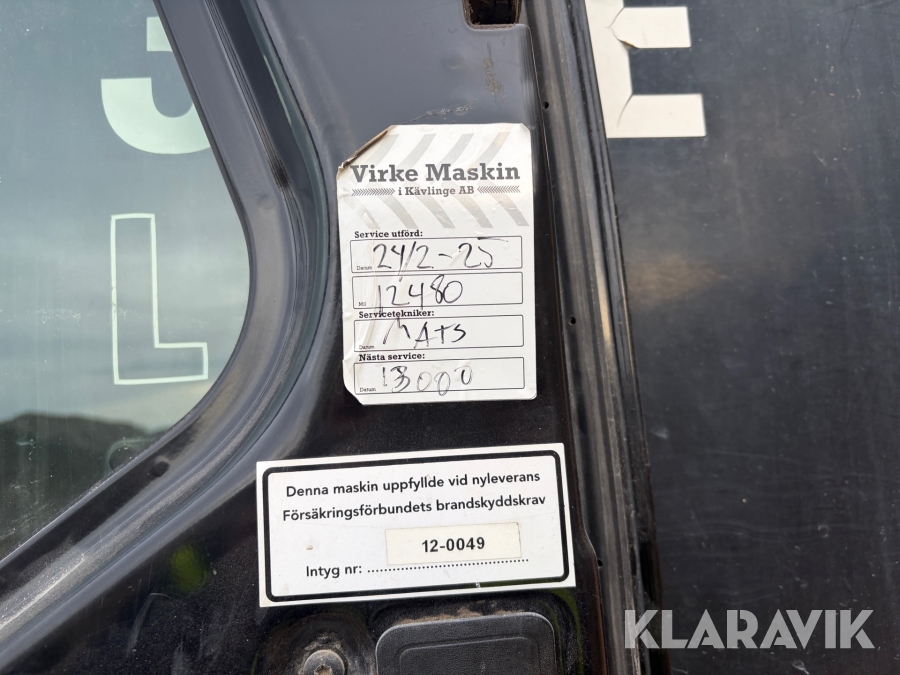 Virke Maskin
i Kävlinge AB
Service utförd:
Datum 24/2-25
Mil 12480
Servicetekniker:
Datum MATS
Nästa service:
Datum 13000
Denna maskin uppfyllde vid nyleverans
Försäkringsförbundets brandskyddskrav
12-0049
Intyg nr: ........................................
L
E
KLARAVIK